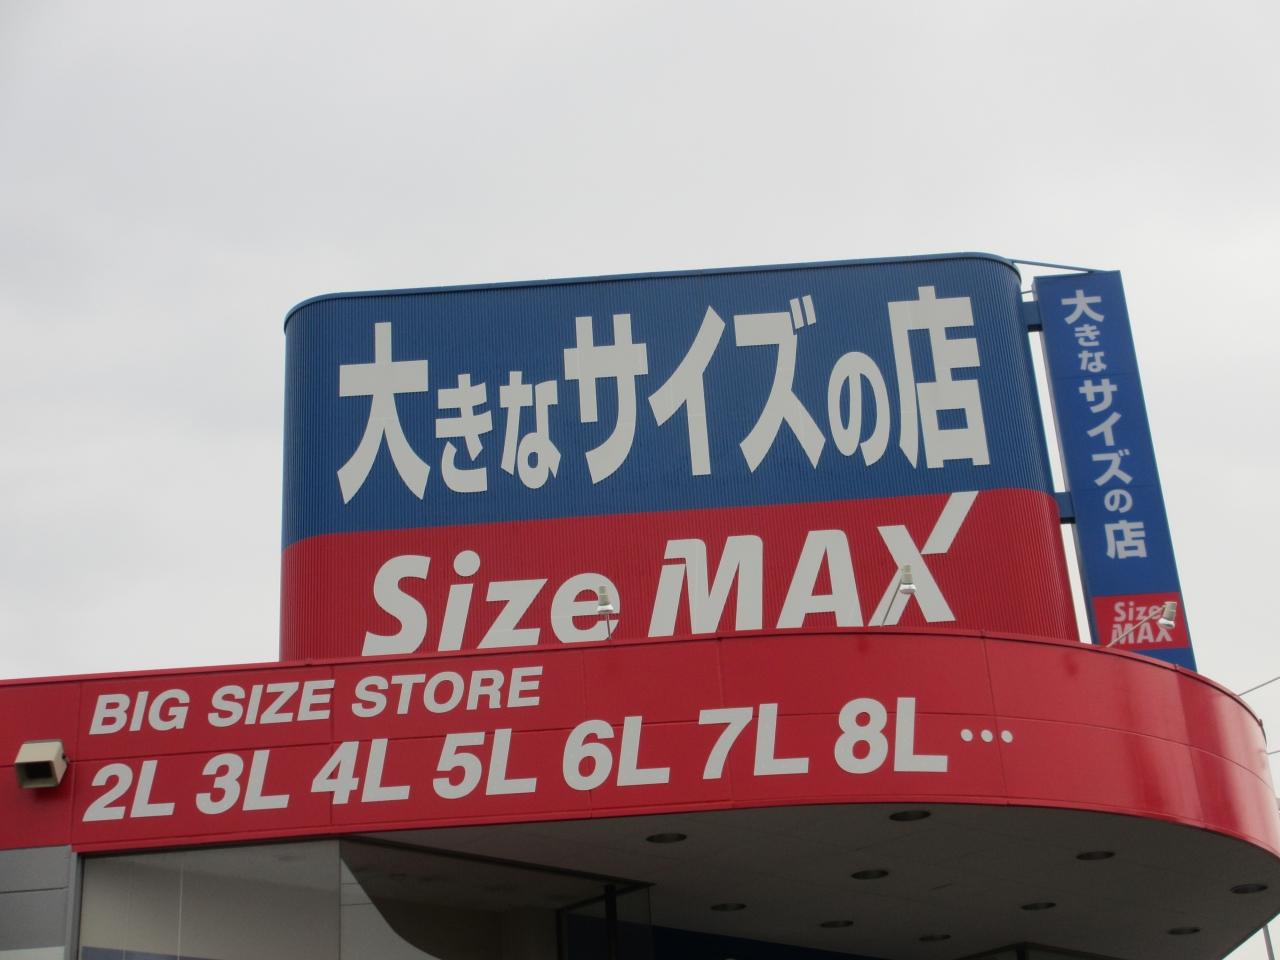 大きなサイズの店
Size MAX
BIG SIZE STORE
2L 3L 4L 5L 6L 7L 8L…
大きなサイズの店
Size
MAX